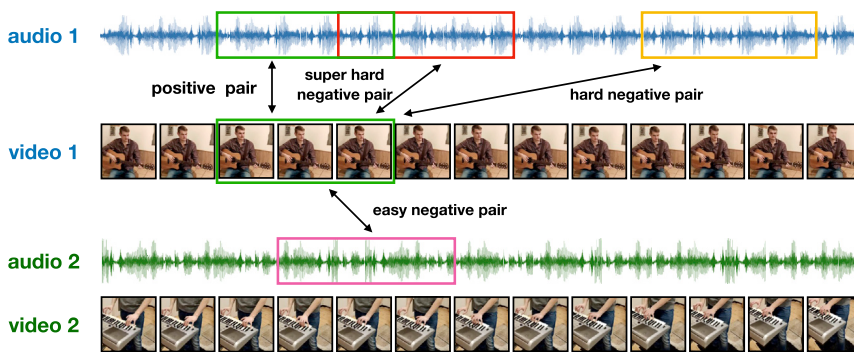 audio 1
positive pair
super hard
negative pair
hard negative pair
video 1
easy negative pair
audio 2
video 2